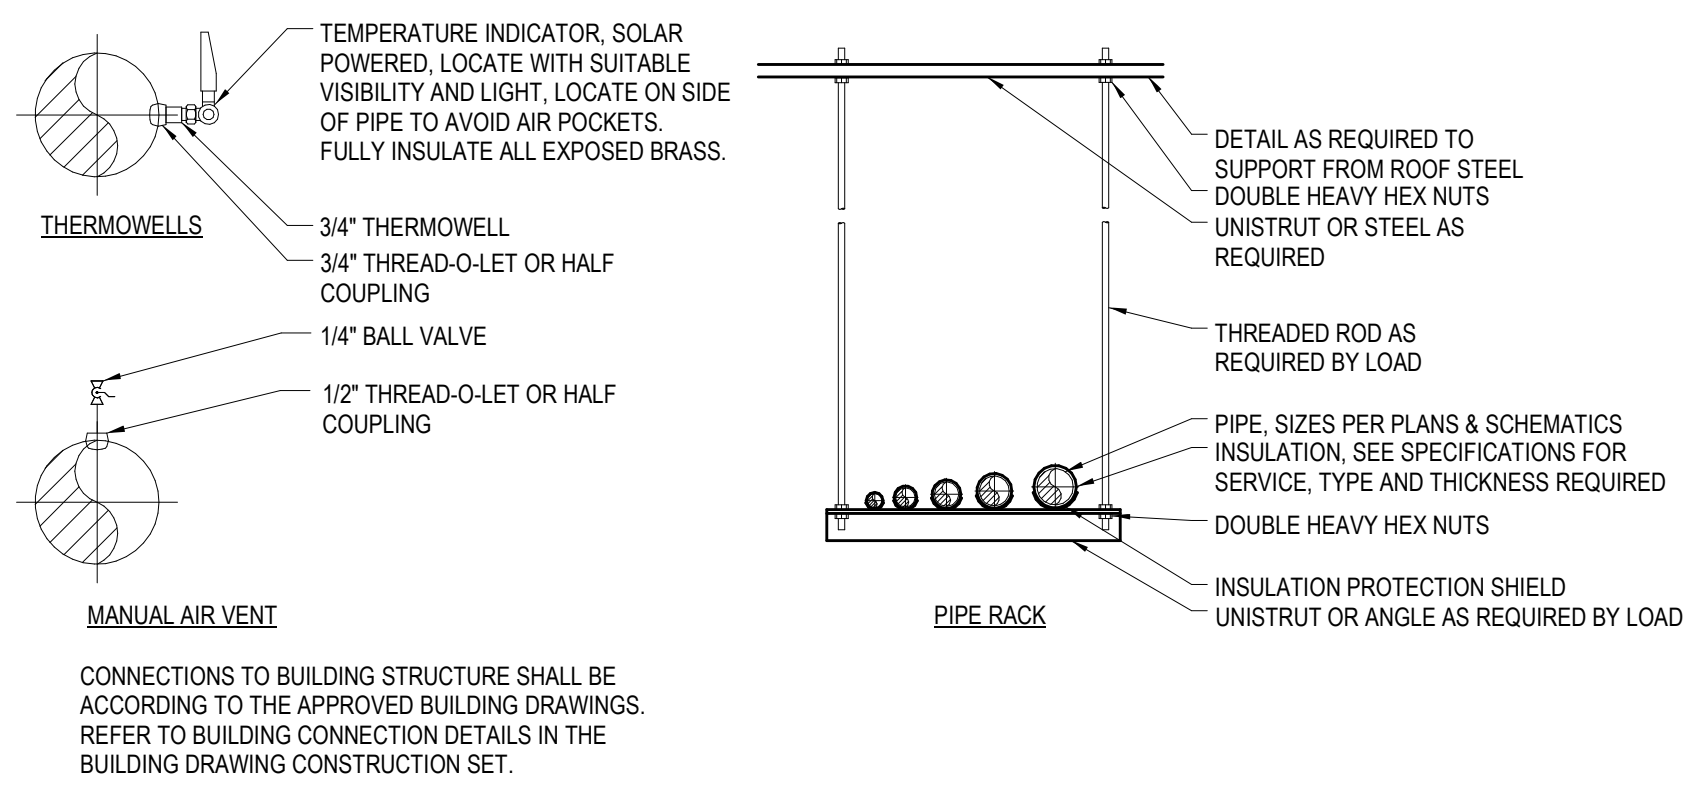 TEMPERATURE INDICATOR, SOLAR
POWERED, LOCATE WITH SUITABLE
VISIBILITY AND LIGHT, LOCATE ON SIDE
OF PIPE TO AVOID AIR POCKETS.
FULLY INSULATE ALL EXPOSED BRASS.
THERMOWELLS
3/4" THERMOWELL
3/4" THREAD-O-LET OR HALF
COUPLING
1/4" BALL VALVE
1/2" THREAD-O-LET OR HALF
COUPLING
MANUAL AIR VENT
CONNECTIONS TO BUILDING STRUCTURE SHALL BE
ACCORDING TO THE APPROVED BUILDING DRAWINGS.
REFER TO BUILDING CONNECTION DETAILS IN THE
BUILDING DRAWING CONSTRUCTION SET.
DETAIL AS REQUIRED TO
SUPPORT FROM ROOF STEEL
DOUBLE HEAVY HEX NUTS
UNISTRUT OR STEEL AS
REQUIRED
THREADED ROD AS
REQUIRED BY LOAD
PIPE, SIZES PER PLANS & SCHEMATICS
INSULATION, SEE SPECIFICATIONS FOR
SERVICE, TYPE AND THICKNESS REQUIRED
DOUBLE HEAVY HEX NUTS
INSULATION PROTECTION SHIELD
UNISTRUT OR ANGLE AS REQUIRED BY LOAD
PIPE RACK